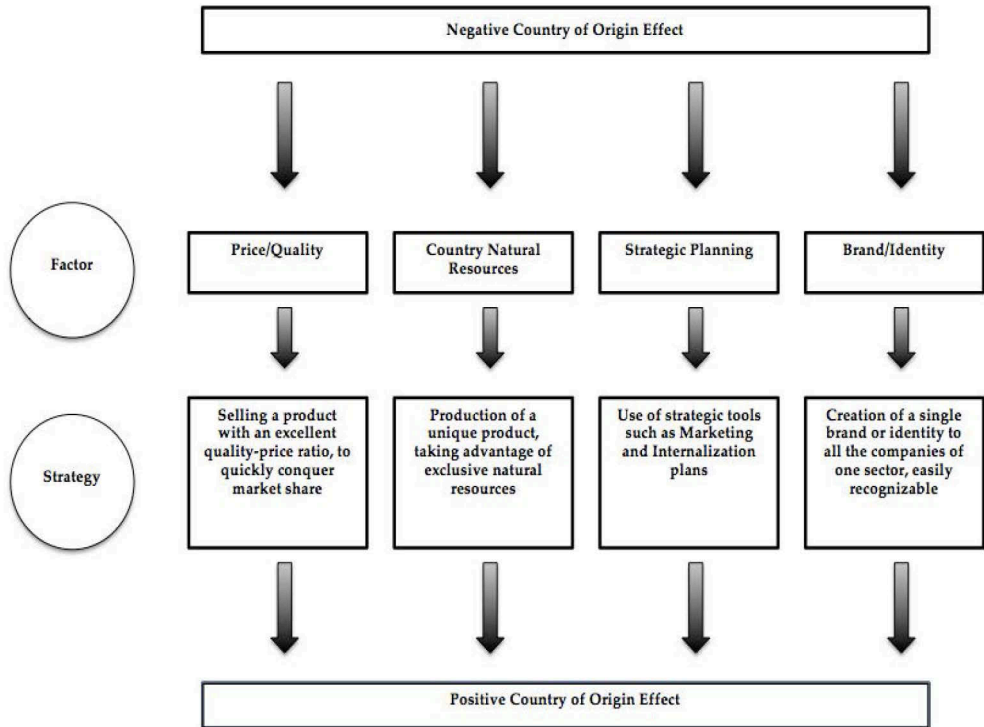 Negative Country of Origin Effect
Factor
Price/Quality
Country Natural
Resources
Strategic Planning
Brand/Identity
Strategy
Selling a product
with an excellent
quality-price ratio, to
quickly conquer
market share
Production of a
unique product,
taking advantage of
exclusive natural
resources
Use of strategic tools
such as Marketing
and Internalization
plans
Creation of a single
brand or identity to
all the companies of
one sector, easily
recognizable
Positive Country of Origin Effect